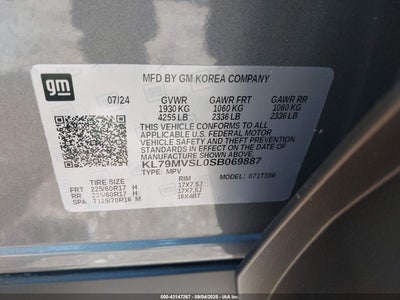 gm
MFD BY GM KOREA COMPANY
07/24 GVWR GAWR FRT GAWR RR
1930 KG 1060 KG 1060 KG
4255 LB 2336 LB 2336 LB
THIS VEHICLE CONFORMS TO ALL
APPLICABLE U.S. FEDERAL MOTOR
VEHICLE SAFETY AND THEFT PREVENTION
STANDARDS IN EFFECT ON THE DATE OF
MANUFACTURE SHOWN ABOVE.
KL79MVSL0SB069887
TYPE: MPV MODEL: 0T1TS56
TIRE SIZE RIM
FRT 225/60R17 H 17X7.5J
RR 225/60R17 H 17X7.5J
SPA T125/70R16 M 16X4BT
© - stock: 43147267 - 09/04/2025 - IAA, Inc.